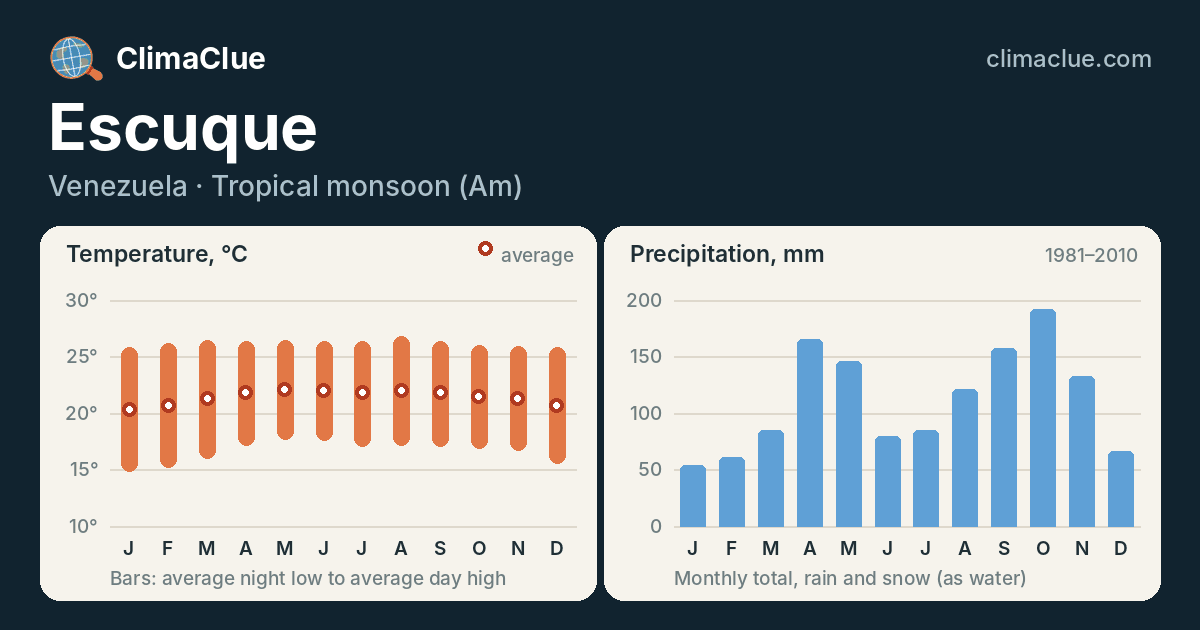 ClimaClue
climaclue.com
Escuque
Venezuela · Tropical monsoon (Am)
Temperature, °C
average
30°
25°
20°
15°
10°
J F M A M J J A S O N D
Bars: average night low to average day high
Precipitation, mm
1981–2010
200
150
100
50
0
J F M A M J J A S O N D
Monthly total, rain and snow (as water)